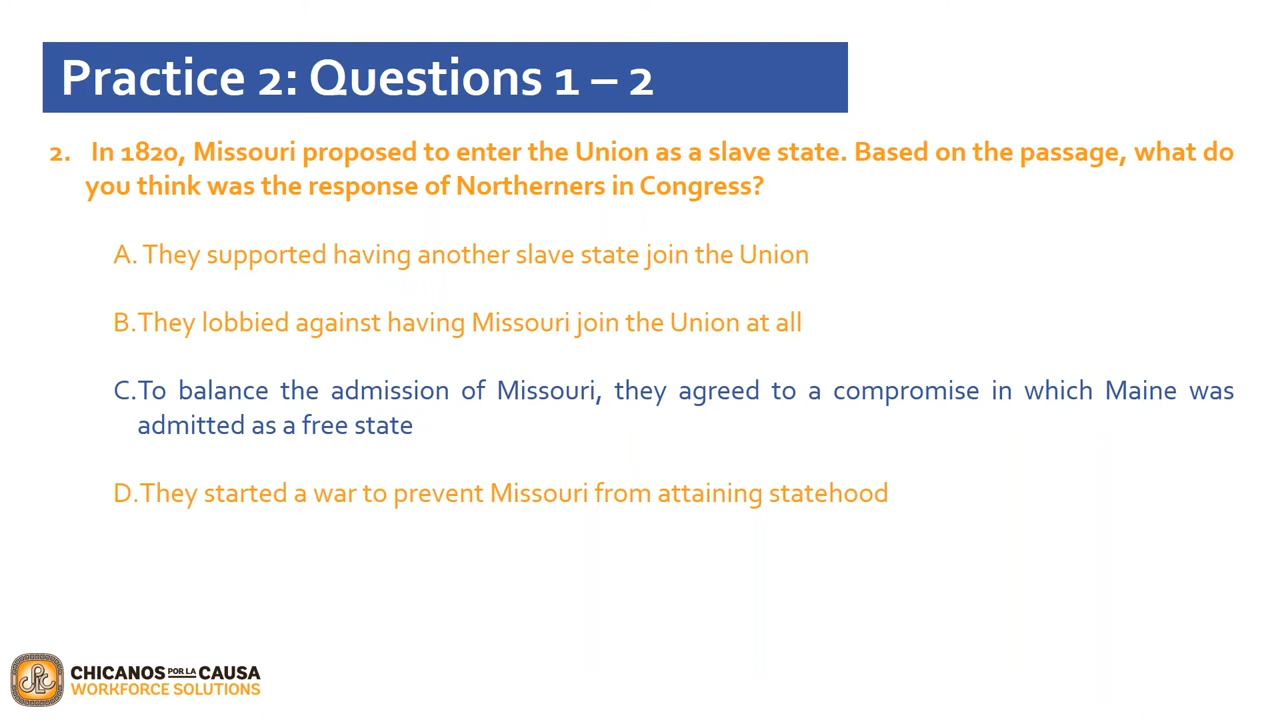 Practice 2: Questions 1 – 2
2. In 1820, Missouri proposed to enter the Union as a slave state. Based on the passage, what do
you think was the response of Northerners in Congress?
A. They supported having another slave state join the Union
B.They lobbied against having Missouri join the Union at all
C.To balance the admission of Missouri, they agreed to a compromise in which Maine was
admitted as a free state
D.They started a war to prevent Missouri from attaining statehood
CHICANOS POR LA CAUSA
WORKFORCE SOLUTIONS